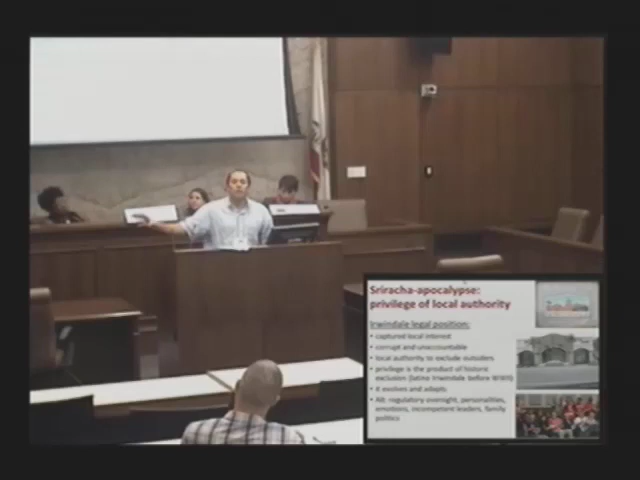 Sriracha-apocalypse:
privilege of local authority
Irwindale legal position:
• captured local interest
• corrupt and unaccountable
• local authority to exclude outsiders
• privilege is the product of historic
exclusion (latino Irwindale before WWII)
• it evolves and adapts
• Alt: regulatory oversight, personalities,
emotions, incompetent leaders, family
politics